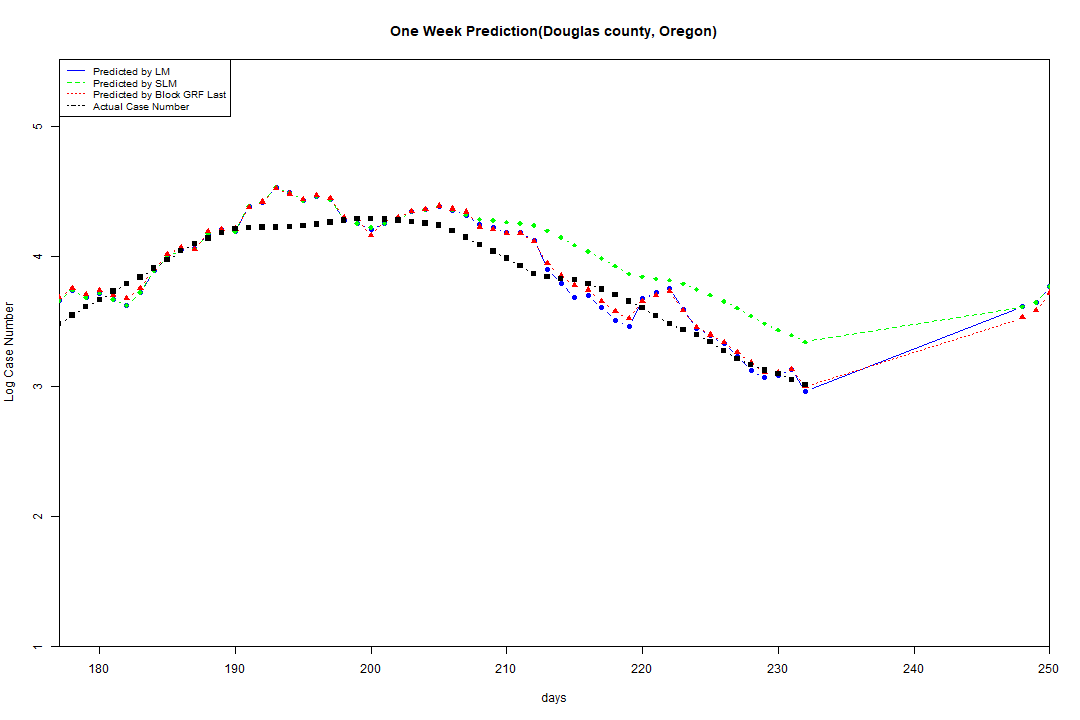 One Week Prediction(Douglas county, Oregon)
Predicted by LM
Predicted by SLM
Predicted by Block GRF Last
Actual Case Number
5
4
3
2
1
Log Case Number
180 190 200 210 220 230 240 250
days